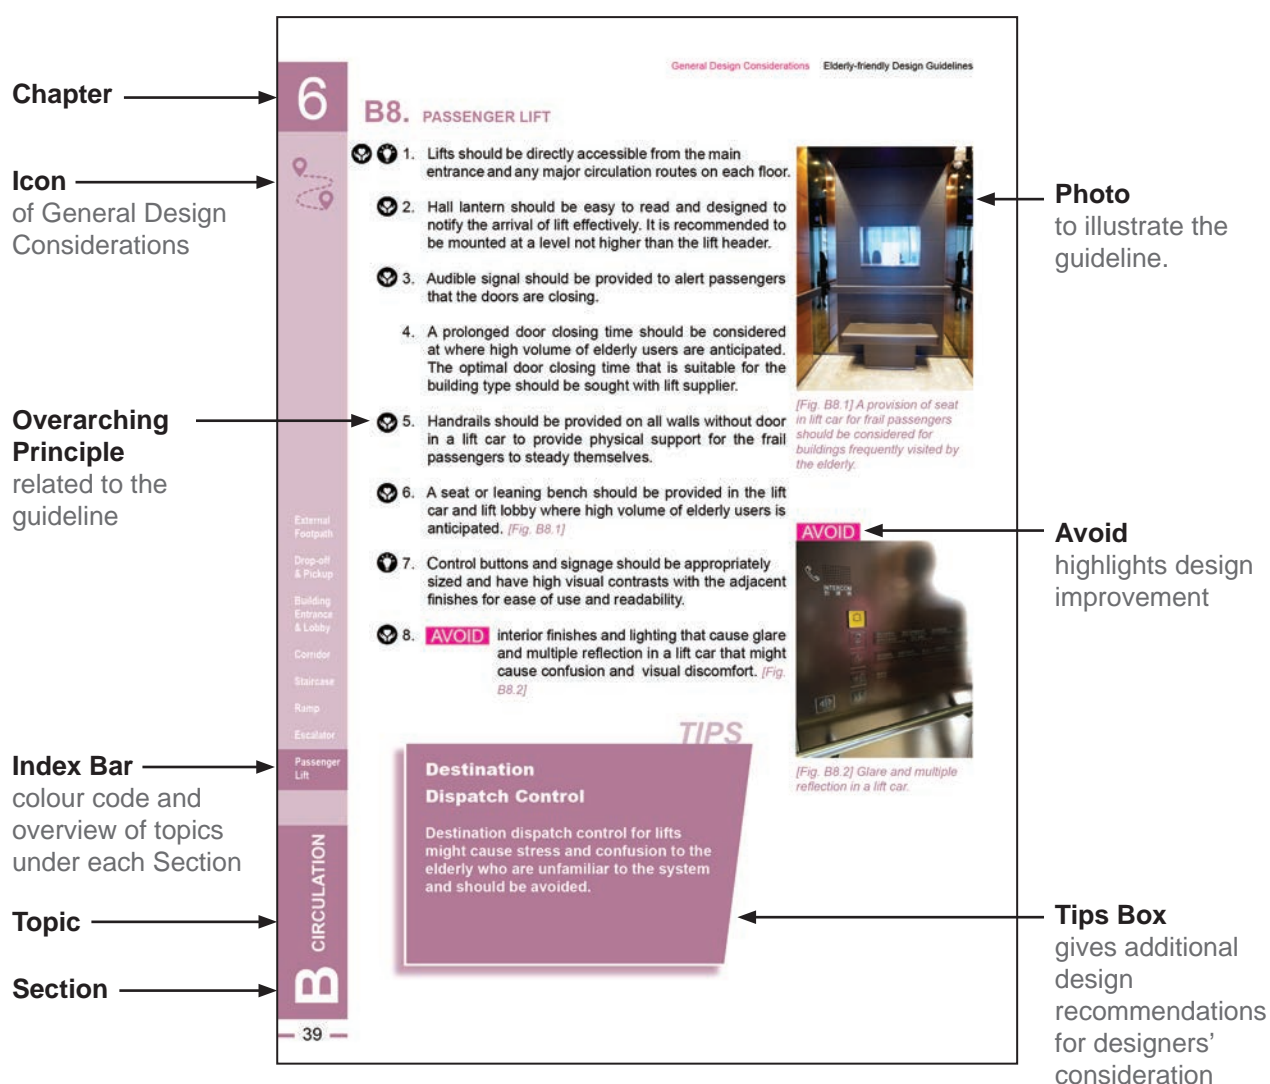 General Design Considerations Elderly-friendly Design Guidelines
Chapter
6
B8. PASSENGER LIFT
1. Lifts should be directly accessible from the main
entrance and any major circulation routes on each floor.
Icon
of General Design
Considerations
2. Hall lantern should be easy to read and designed to
notify the arrival of lift effectively. It is recommended to
be mounted at a level not higher than the lift header.
Photo
to illustrate the
guideline.
3. Audible signal should be provided to alert passengers
that the doors are closing.
4. A prolonged door closing time should be considered
at where high volume of elderly users are anticipated.
The optimal door closing time that is suitable for the
building type should be sought with lift supplier.
[Fig. B8.1] A provision of seat
in lift car for frail passengers
should be considered for
buildings frequently visited by
the elderly.
Overarching
Principle
related to the
guideline
5. Handrails should be provided on all walls without door
in a lift car to provide physical support for the frail
passengers to steady themselves.
6. A seat or leaning bench should be provided in the lift
car and lift lobby where high volume of elderly users is
anticipated. [Fig. B8.1]
AVOID
Avoid
highlights design
improvement
INTERCOM
7. Control buttons and signage should be appropriately
sized and have high visual contrasts with the adjacent
finishes for ease of use and readability.
8. AVOID interior finishes and lighting that cause glare
and multiple reflection in a lift car that might
cause confusion and visual discomfort. [Fig.
B8.2]
External
Footpath
Drop-off
& Pickup
Building
Entrance
& Lobby
Corridor
Staircase
Ramp
Escalator
Passenger
Lift
Index Bar
colour code and
overview of topics
under each Section
TIPS
Destination
Dispatch Control
Destination dispatch control for lifts
might cause stress and confusion to the
elderly who are unfamiliar to the system
and should be avoided.
[Fig. B8.2] Glare and multiple
reflection in a lift car.
Topic
CIRCULATION
Section
B
Tips Box
gives additional
design
recommendations
for designers'
consideration
39